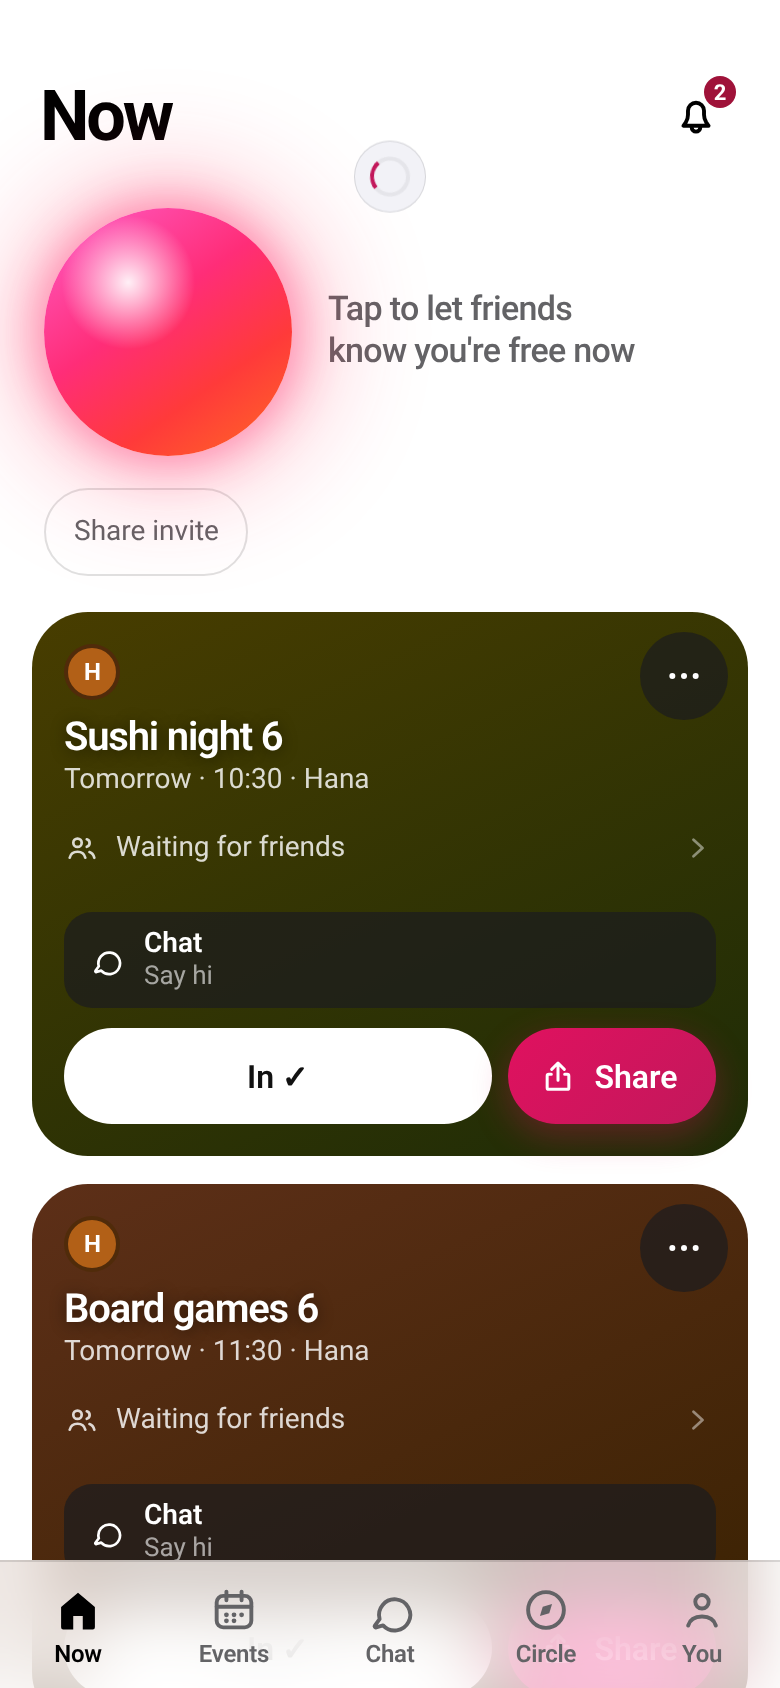 Now
2
Tap to let friends
know you're free now
Share invite
H
Sushi night 6
Tomorrow · 10:30 · Hana
Waiting for friends
Chat
Say hi
In ✓
Share
H
Board games 6
Tomorrow · 11:30 · Hana
Waiting for friends
Chat
Say hi
In ✓
Share
Now
Events
Chat
Circle
You